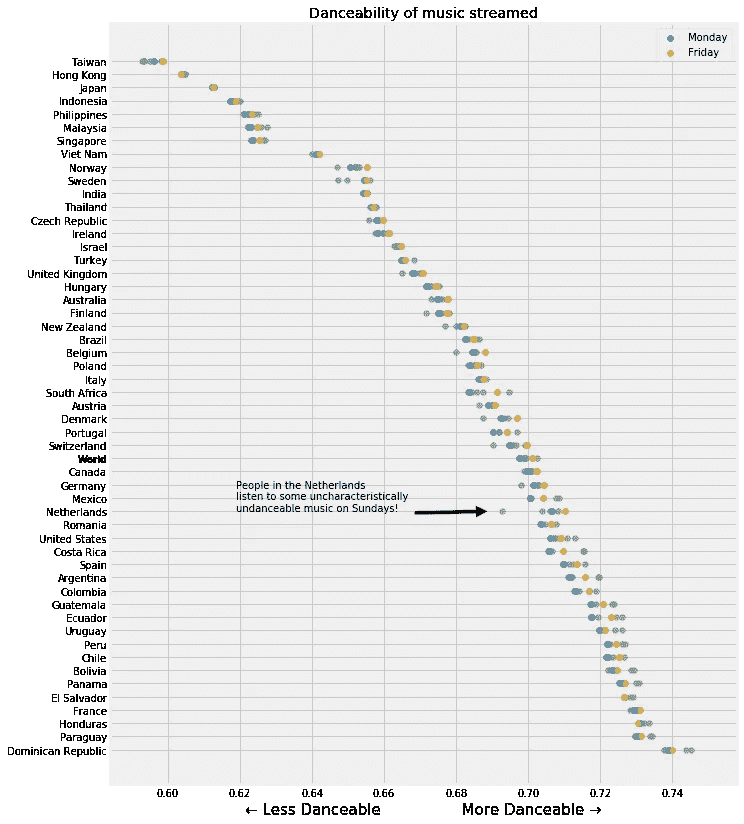 Danceability of music streamed
Monday
Friday
Taiwan
Hong Kong
Japan
Indonesia
Philippines
Malaysia
Singapore
Viet Nam
Norway
Sweden
India
Thailand
Czech Republic
Ireland
Israel
Turkey
United Kingdom
Hungary
Australia
Finland
New Zealand
Brazil
Belgium
Poland
Italy
South Africa
Austria
Denmark
Portugal
Switzerland
World
Canada
Germany
Mexico
Netherlands
Romania
United States
Costa Rica
Spain
Argentina
Colombia
Guatemala
Ecuador
Uruguay
Peru
Chile
Bolivia
Panama
El Salvador
France
Honduras
Paraguay
Dominican Republic
People in the Netherlands
listen to some uncharacteristically
undanceable music on Sundays!
0.60 0.62 0.64 0.66 0.68 0.70 0.72 0.74
← Less Danceable More Danceable →